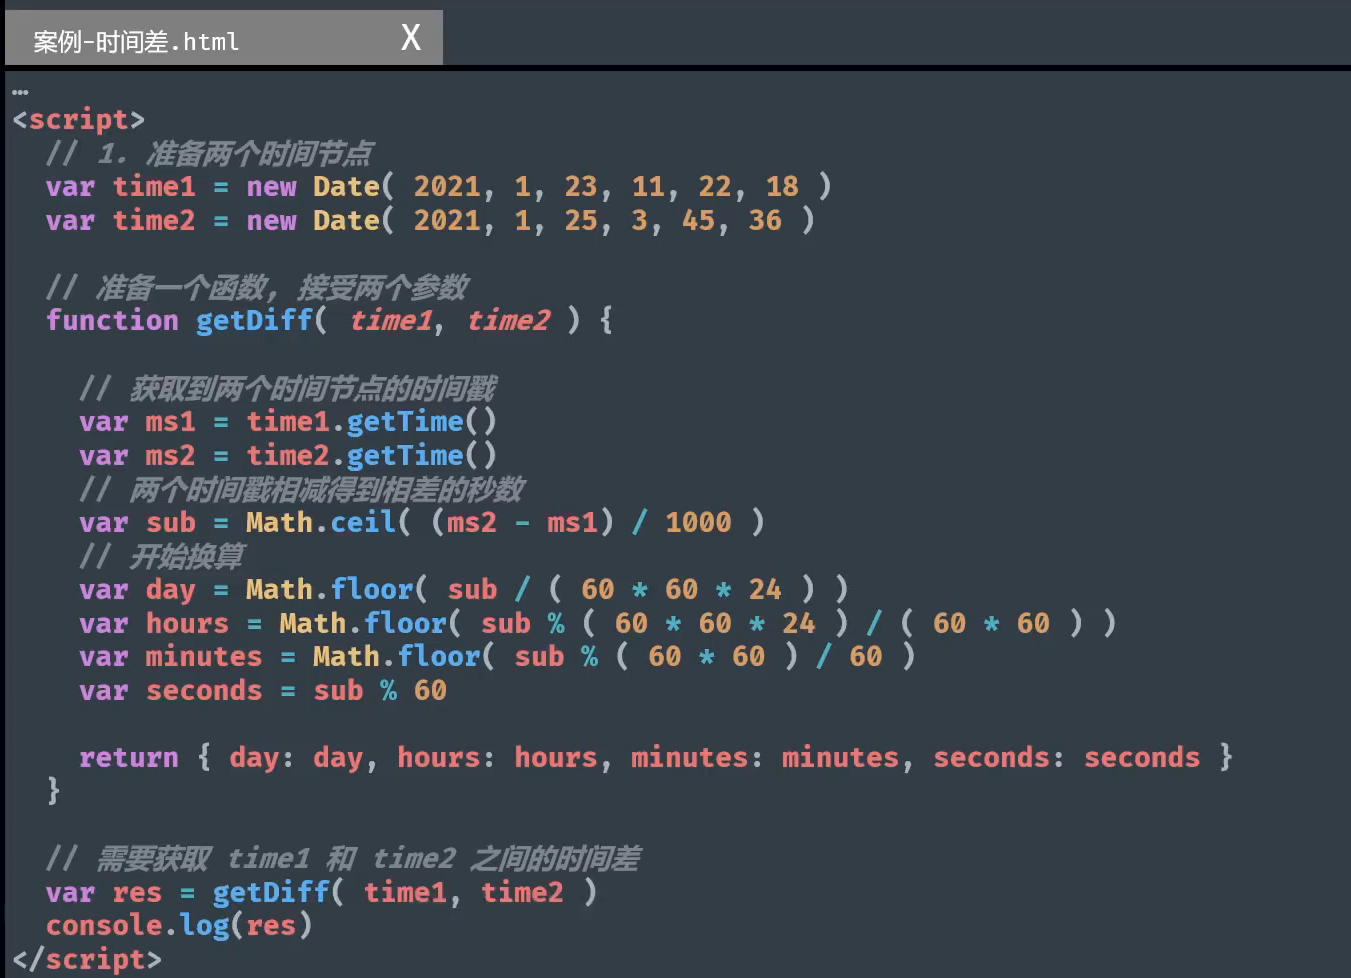 案例-时间差.html X
…
<script>
// 1. 准备两个时间节点
var time1 = new Date( 2021, 1, 23, 11, 22, 18 )
var time2 = new Date( 2021, 1, 25, 3, 45, 36 )
// 准备一个函数, 接受两个参数
function getDiff( time1, time2 ) {
// 获取到两个时间节点的时间戳
var ms1 = time1.getTime()
var ms2 = time2.getTime()
// 两个时间戳相减得到相差的秒数
var sub = Math.ceil( (ms2 - ms1) / 1000 )
// 开始换算
var day = Math.floor( sub / ( 60 * 60 * 24 ) )
var hours = Math.floor( sub % ( 60 * 60 * 24 ) / ( 60 * 60 ) )
var minutes = Math.floor( sub % ( 60 * 60 ) / 60 )
var seconds = sub % 60
return { day: day, hours: hours, minutes: minutes, seconds: seconds }
}
// 需要获取 time1 和 time2 之间的时间差
var res = getDiff( time1, time2 )
console.log(res)
</script>